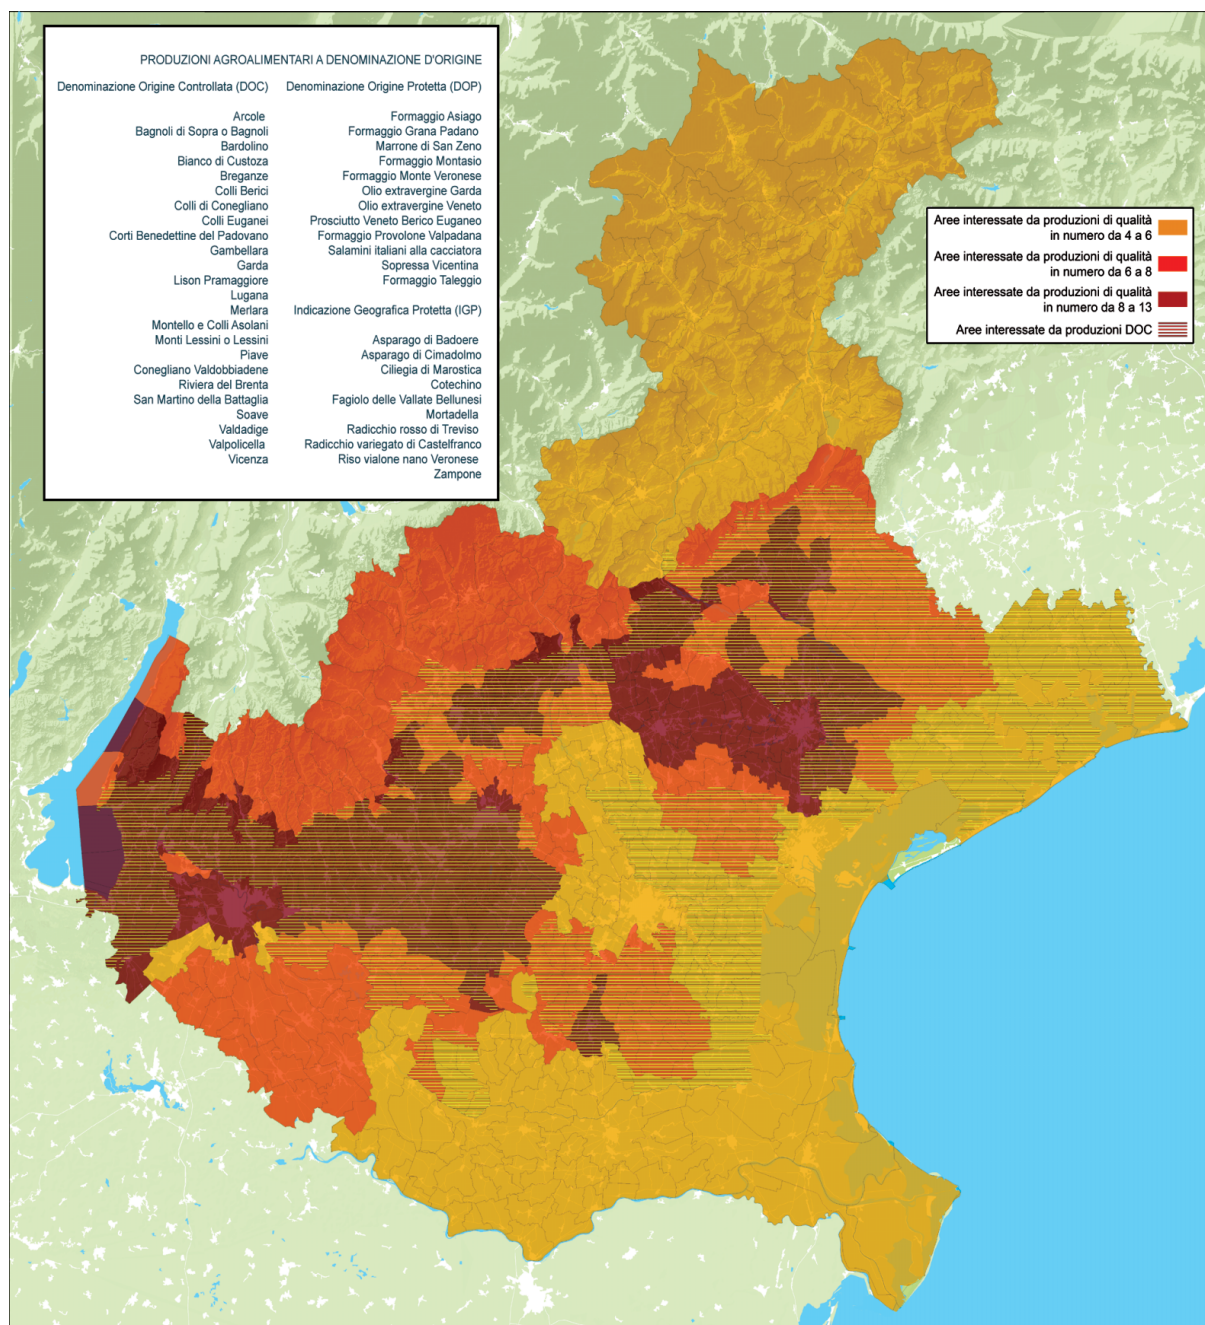 PRODUZIONI AGROALIMENTARI A DENOMINAZIONE D'ORIGINE
Denominazione Origine Controllata (DOC)
Arcole
Bagnoli di Sopra o Bagnoli
Bardolino
Bianco di Custoza
Breganze
Colli Berici
Colli di Conegliano
Colli Euganei
Corti Benedettine del Padovano
Gambellara
Garda
Lison Pramaggiore
Lugana
Merlara
Montello e Colli Asolani
Monti Lessini o Lessini
Piave
Conegliano Valdobbiadene
Riviera del Brenta
San Martino della Battaglia
Soave
Valdadige
Valpolicella
Vicenza
Denominazione Origine Protetta (DOP)
Formaggio Asiago
Formaggio Grana Padano
Marrone di San Zeno
Formaggio Montasio
Formaggio Monte Veronese
Olio extravergine Garda
Olio extravergine Veneto
Prosciutto Veneto Berico Euganeo
Formaggio Provolone Valpadana
Salamini italiani alla cacciatora
Sopressa Vicentina
Formaggio Taleggio
Indicazione Geografica Protetta (IGP)
Asparago di Badoere
Asparago di Cimadolmo
Ciliegia di Marostica
Cotechino
Fagiolo delle Vallate Bellunesi
Mortadella
Radicchio rosso di Treviso
Radicchio variegato di Castelfranco
Riso vialone nano Veronese
Zampone
Aree interessate da produzioni di qualità
in numero da 4 a 6
Aree interessate da produzioni di qualità
in numero da 6 a 8
Aree interessate da produzioni di qualità
in numero da 8 a 13
Aree interessate da produzioni DOC